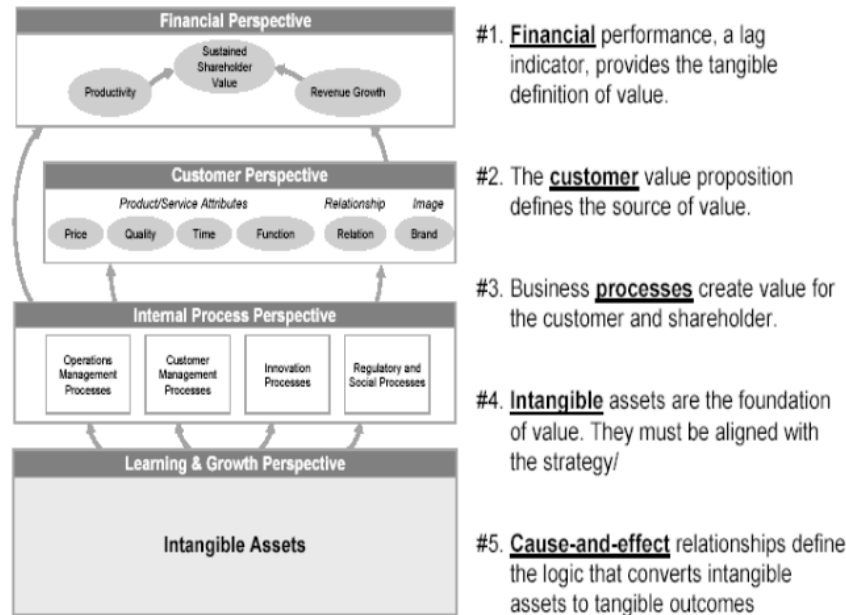 Financial Perspective
Sustained
Shareholder
Value
Productivity
Revenue Growth
Customer Perspective
Product/Service Attributes
Relationship
Image
Price
Quality
Time
Function
Relation
Brand
Internal Process Perspective
Operations
Management
Processes
Customer
Management
Processes
Innovation
Processes
Regulatory and
Social Processes
Learning & Growth Perspective
Intangible Assets
#1. Financial performance, a lag
indicator, provides the tangible
definition of value.
#2. The customer value proposition
defines the source of value.
#3. Business processes create value for
the customer and shareholder.
#4. Intangible assets are the foundation
of value. They must be aligned with
the strategy/
#5. Cause-and-effect relationships define
the logic that converts intangible
assets to tangible outcomes